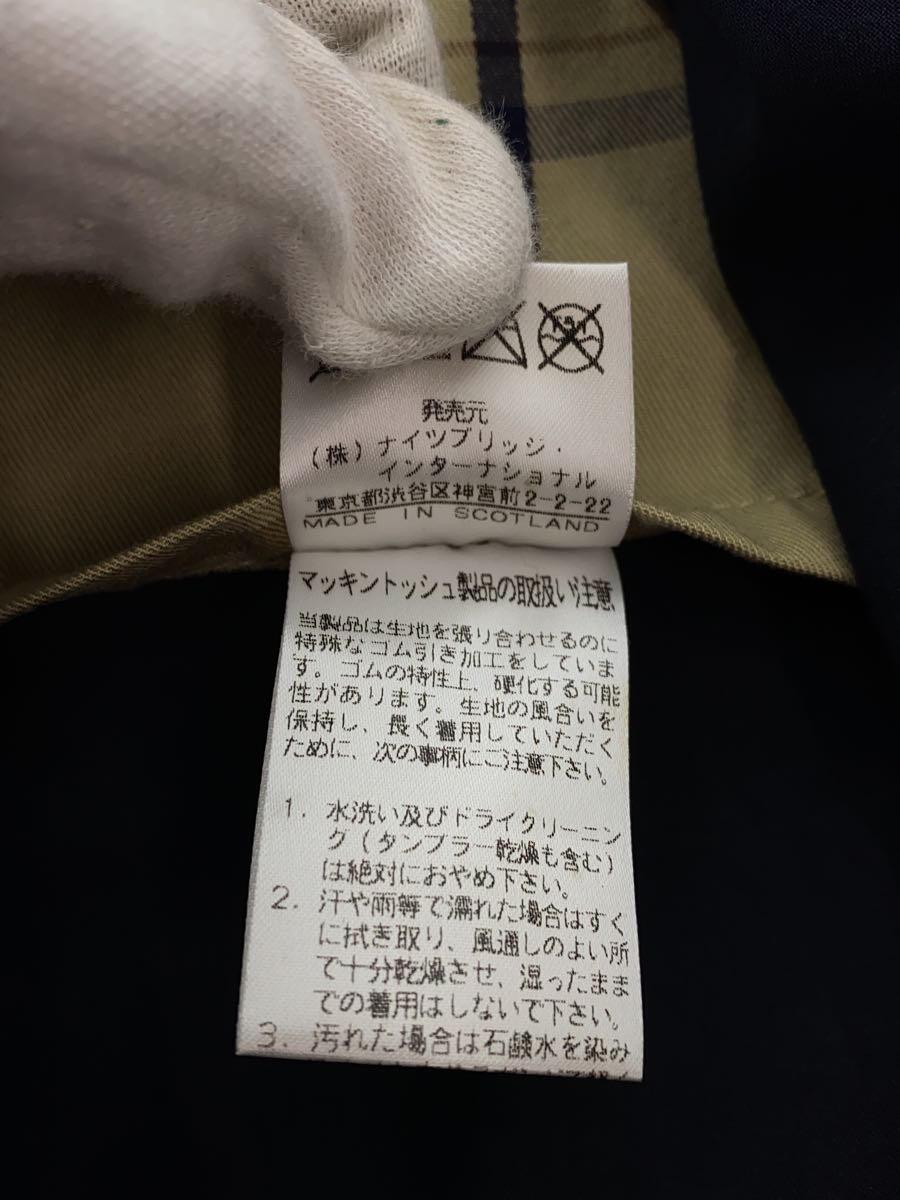 発売元
(株)ナイツブリッジ・
インターナショナル
東京都渋谷区神宮前2-2-22
MADE IN SCOTLAND
マッキントッシュ製品の取扱い注意
当製品は生地を張り合わせるのに
特殊なゴム引き加工をしていま
す。ゴムの特性上、硬化する可能
性があります。生地の風合いを
保持し、長く着用していただく
ために、次の事柄にご注意下さい。
1. 水洗い及びドライクリーニン
グ(タンブラー乾燥も含む)
は絶対におやめ下さい。
2. 汗や雨等で濡れた場合はすぐ
に拭き取り、風通しのよい所
で十分乾燥させ、湿ったまま
での着用はしないで下さい。
3. 汚れた場合は石鹸水を染み